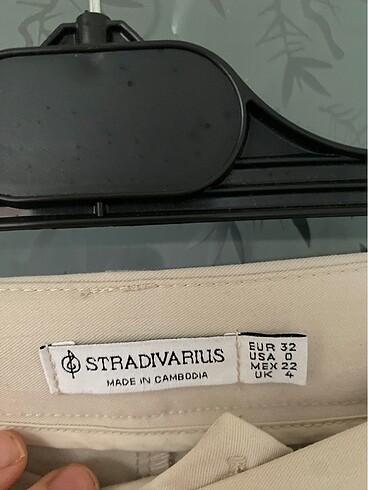 STRADIVARIUS
MADE IN CAMBODIA
EUR 32
USA 0
MEX 22
UK 4